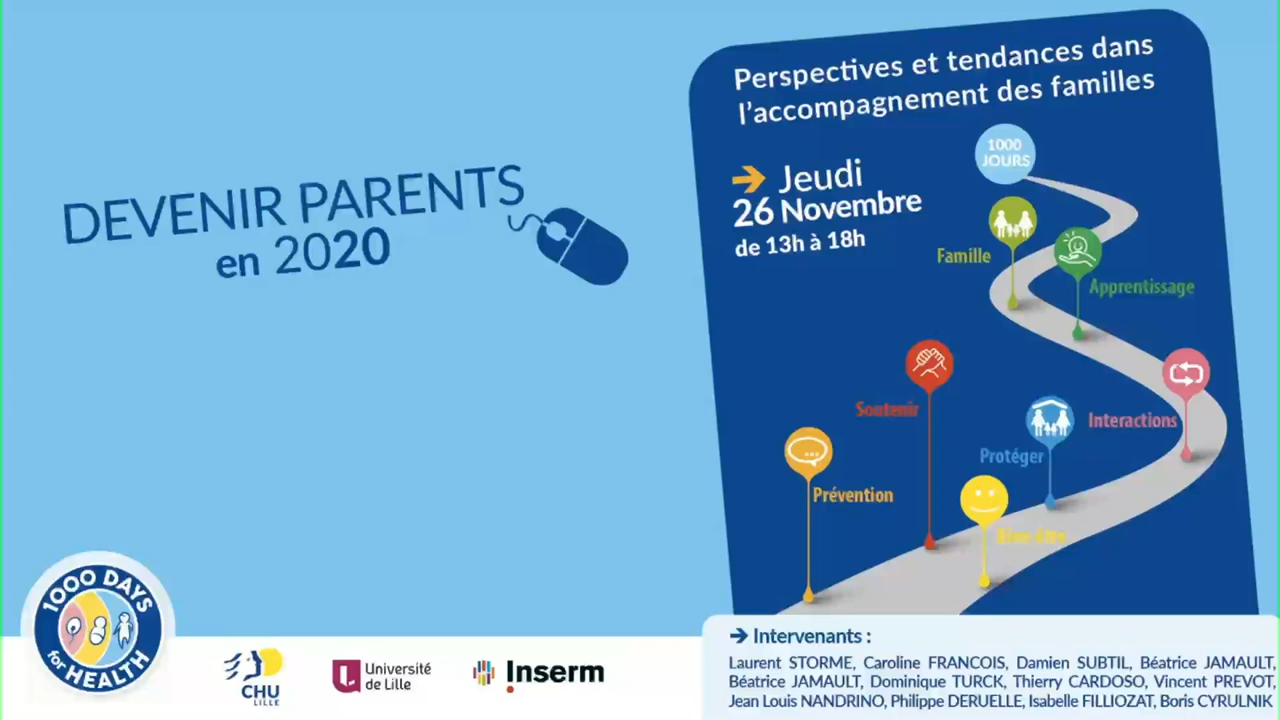 DEVENIR PARENTS
en 2020
Perspectives et tendances dans
l'accompagnement des familles
→ Jeudi
26 Novembre
de 13h à 18h
1000
JOURS
Famille
Apprentissage
Soutenir
Interactions
Protéger
Prévention
Bien-être
1000 DAYS
for HEALTH
CHU
LILLE
Université
de Lille
Inserm
→ Intervenants :
Laurent STORME, Caroline FRANCOIS, Damien SUBTIL, Béatrice JAMAULT,
Béatrice JAMAULT, Dominique TURCK, Thierry CARDOSO, Vincent PREVOT,
Jean Louis NANDRINO, Philippe DERUELLE, Isabelle FILLIOZAT, Boris CYRULNIK